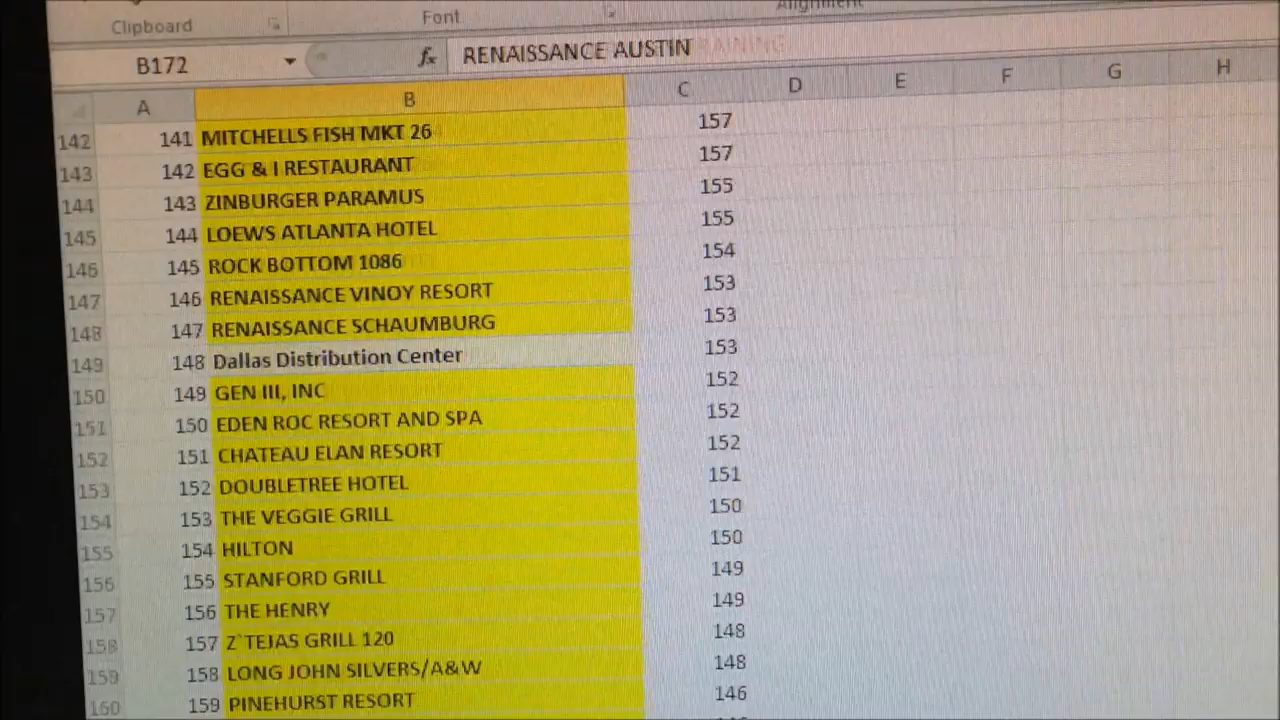 Clipboard Font Alignment
B172 fx RENAISSANCE AUSTIN RAINING
A B C D E F G H
142 141 MITCHELLS FISH MKT 26 157
143 142 EGG & I RESTAURANT 157
144 143 ZINBURGER PARAMUS 155
145 144 LOEWS ATLANTA HOTEL 155
146 145 ROCK BOTTOM 1086 154
147 146 RENAISSANCE VINOY RESORT 153
148 147 RENAISSANCE SCHAUMBURG 153
149 148 Dallas Distribution Center 153
150 149 GEN III, INC 152
151 150 EDEN ROC RESORT AND SPA 152
152 151 CHATEAU ELAN RESORT 152
153 152 DOUBLETREE HOTEL 151
154 153 THE VEGGIE GRILL 150
155 154 HILTON 150
156 155 STANFORD GRILL 149
157 156 THE HENRY 149
158 157 Z`TEJAS GRILL 120 148
159 158 LONG JOHN SILVERS/A&W 148
160 159 PINEHURST RESORT 146